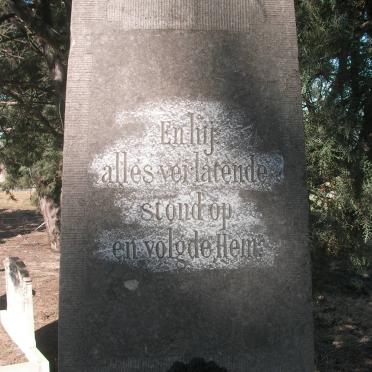 En hij
alles verlatende
stond op
en volgde Hem.